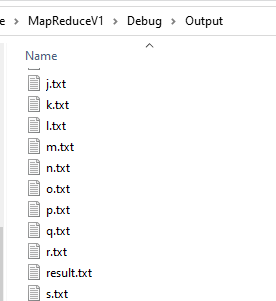 e > MapReduceV1 > Debug > Output
Name
j.txt
k.txt
l.txt
m.txt
n.txt
o.txt
p.txt
q.txt
r.txt
result.txt
s.txt